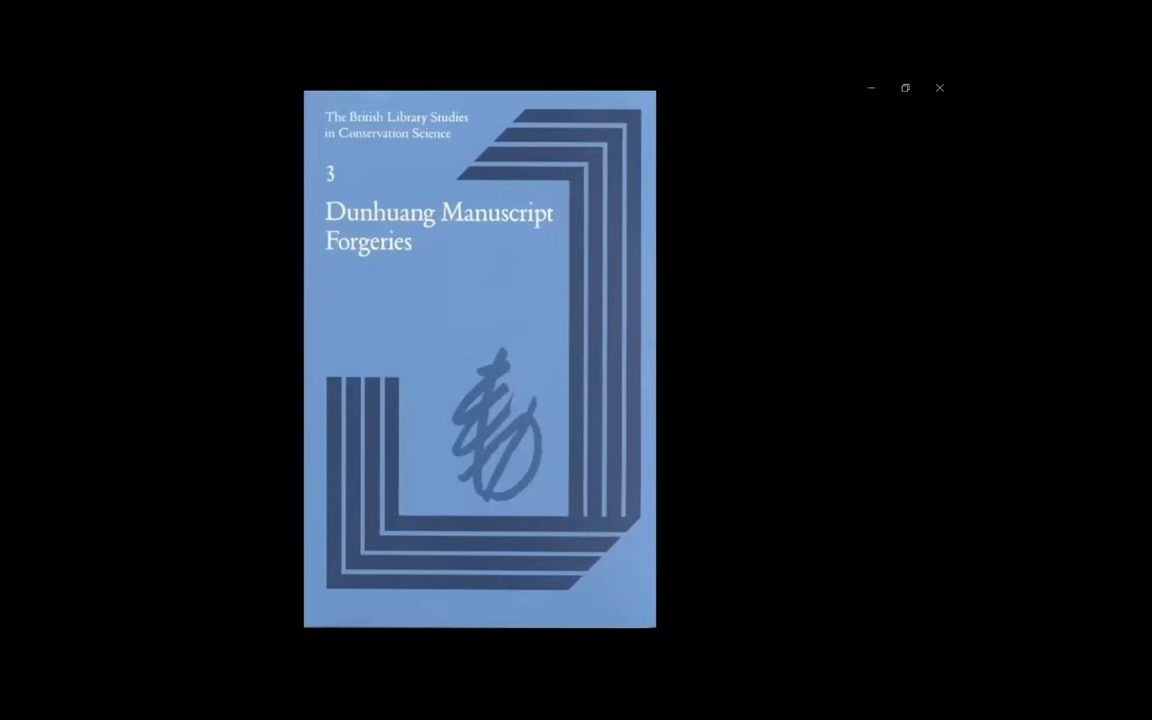 The British Library Studies
in Conservation Science
3
Dunhuang Manuscript
Forgeries